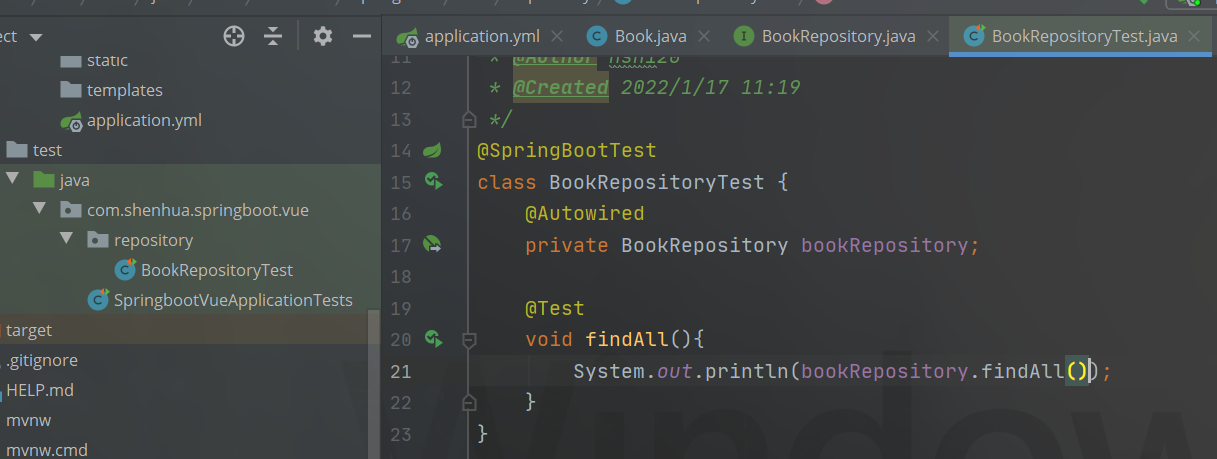 ct
static
templates
application.yml
test
java
com.shenhua.springboot.vue
repository
BookRepositoryTest
SpringbootVueApplicationTests
target
.gitignore
HELP.md
mvnw
mvnw.cmd
application.yml
Book.java
BookRepository.java
BookRepositoryTest.java
11 * @Author
12 * @Created 2022/1/17 11:19
13 */
14 @SpringBootTest
15 class BookRepositoryTest {
16 @Autowired
17 private BookRepository bookRepository;
18
19 @Test
20 void findAll(){
21 System.out.println(bookRepository.findAll());
22 }
23 }
Window